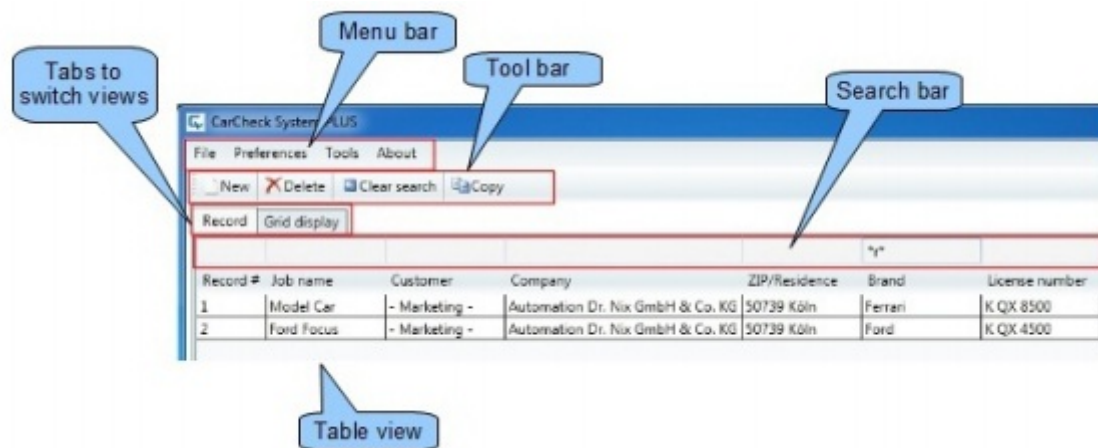 Menu bar
Tabs to
switch views
Tool bar
Search bar
CarCheck System PLUS
File Preferences Tools About
New Delete Clear search Copy
Record Grid display
*r*
Record # Job name Customer Company ZIP/Residence Brand License number
1 Model Car - Marketing - Automation Dr. Nix GmbH & Co. KG 50739 Köln Ferrari K QX 8500
2 Ford Focus - Marketing - Automation Dr. Nix GmbH & Co. KG 50739 Köln Ford K QX 4500
Table view